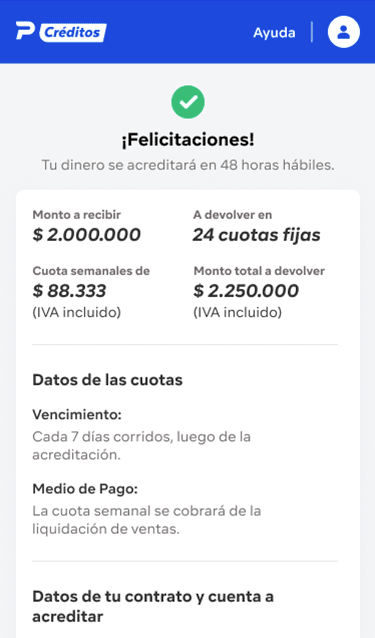 P Créditos
Ayuda
¡Felicitaciones!
Tu dinero se acreditará en 48 horas hábiles.
Monto a recibir
$ 2.000.000
A devolver en
24 cuotas fijas
Cuota semanales de
$ 88.333
(IVA incluido)
Monto total a devolver
$ 2.250.000
(IVA incluido)
Datos de las cuotas
Vencimiento:
Cada 7 días corridos, luego de la
acreditación.
Medio de Pago:
La cuota semanal se cobrará de la
liquidación de ventas.
Datos de tu contrato y cuenta a
acreditar